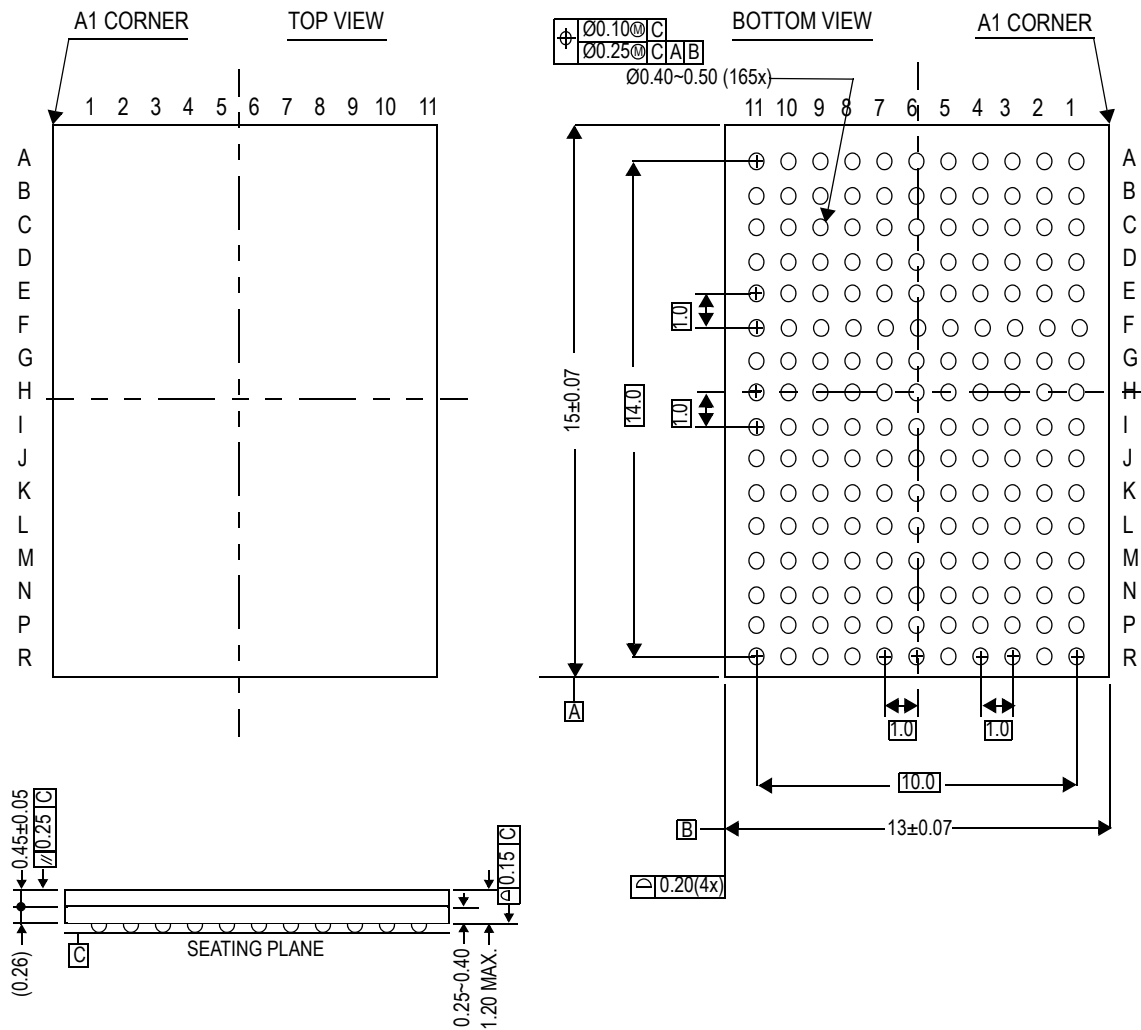 A1 CORNER
TOP VIEW
1 2 3 4 5 6 7 8 9 10 11
A
B
C
D
E
F
G
H
I
J
K
L
M
N
P
R
Ø0.10Ⓜ C
Ø0.25Ⓜ C A B
Ø0.40~0.50 (165x)
BOTTOM VIEW
A1 CORNER
11 10 9 8 7 6 5 4 3 2 1
A
B
C
D
E
F
G
H
I
J
K
L
M
N
P
R
15±0.07
14.0
1.0
1.0
A
1.0
1.0
10.0
B
13±0.07
0.20(4x)
0.45±0.05
0.25 C
(0.26)
C
SEATING PLANE
0.25~0.40
1.20 MAX.
0.15 C